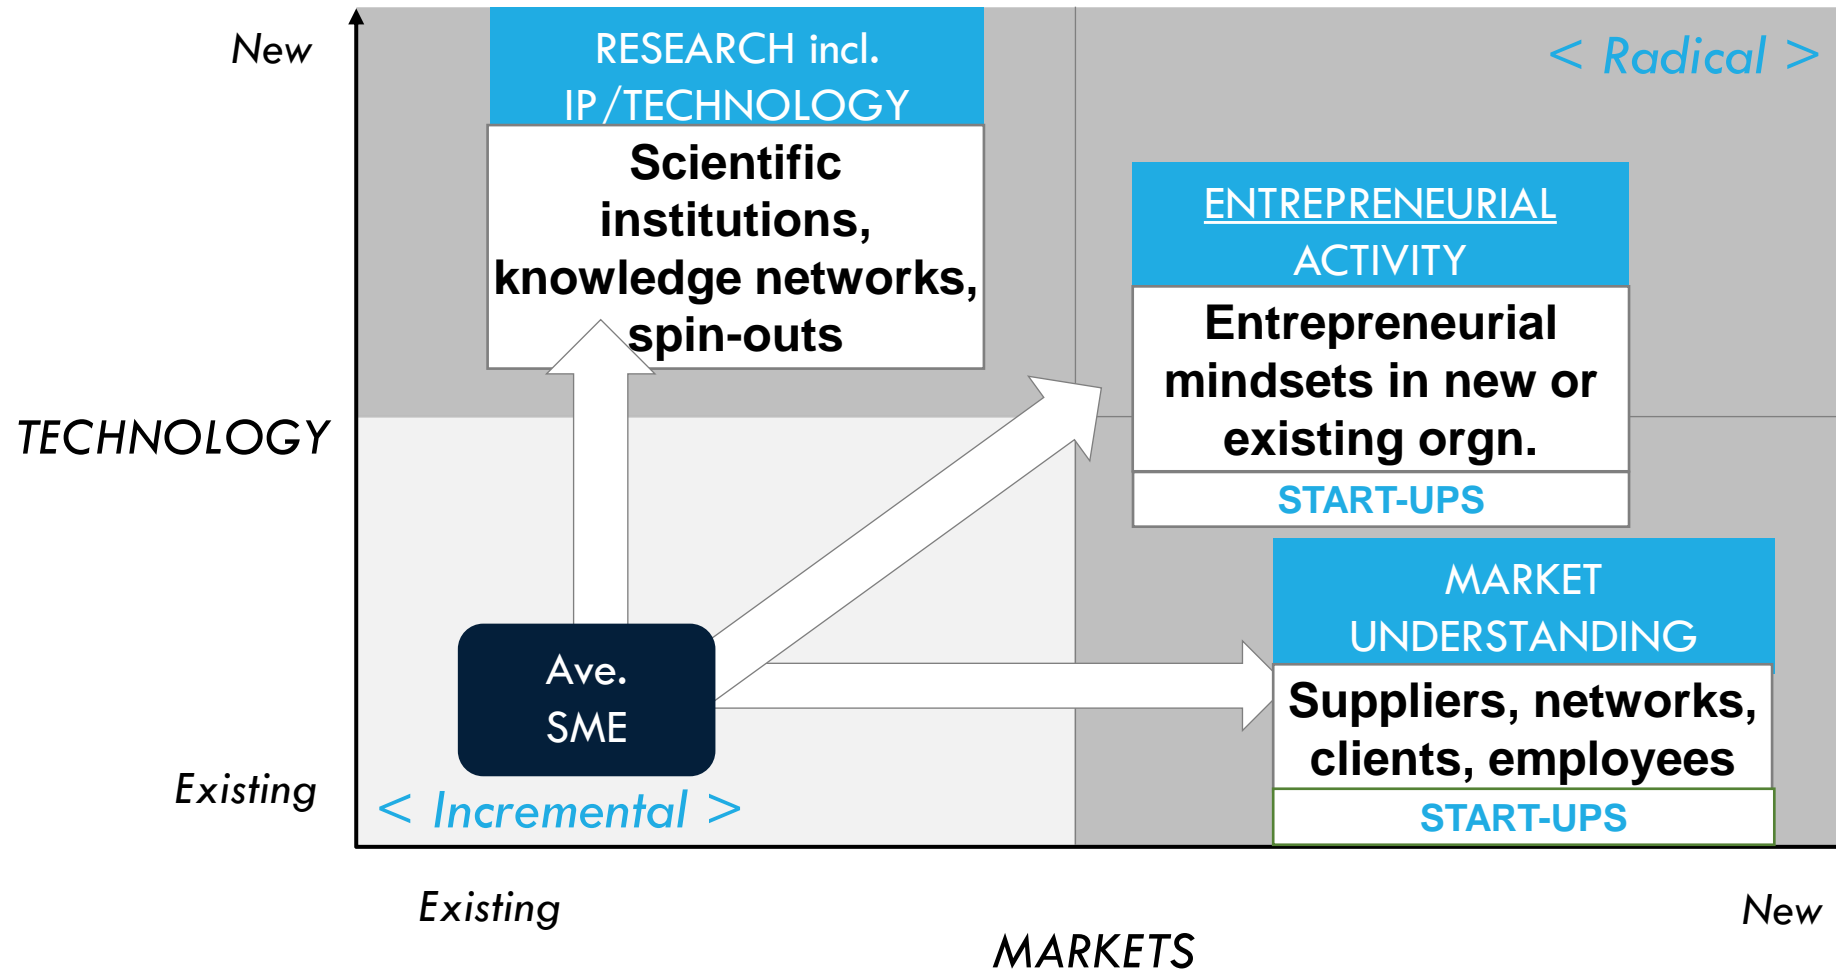 New
RESEARCH incl.
IP/TECHNOLOGY
Scientific
institutions,
knowledge networks,
spin-outs
< Radical >
ENTREPRENEURIAL
ACTIVITY
Entrepreneurial
mindsets in new or
existing orgn.
START-UPS
TECHNOLOGY
MARKET
UNDERSTANDING
Suppliers, networks,
clients, employees
START-UPS
Ave.
SME
Existing
< Incremental >
Existing
New
MARKETS